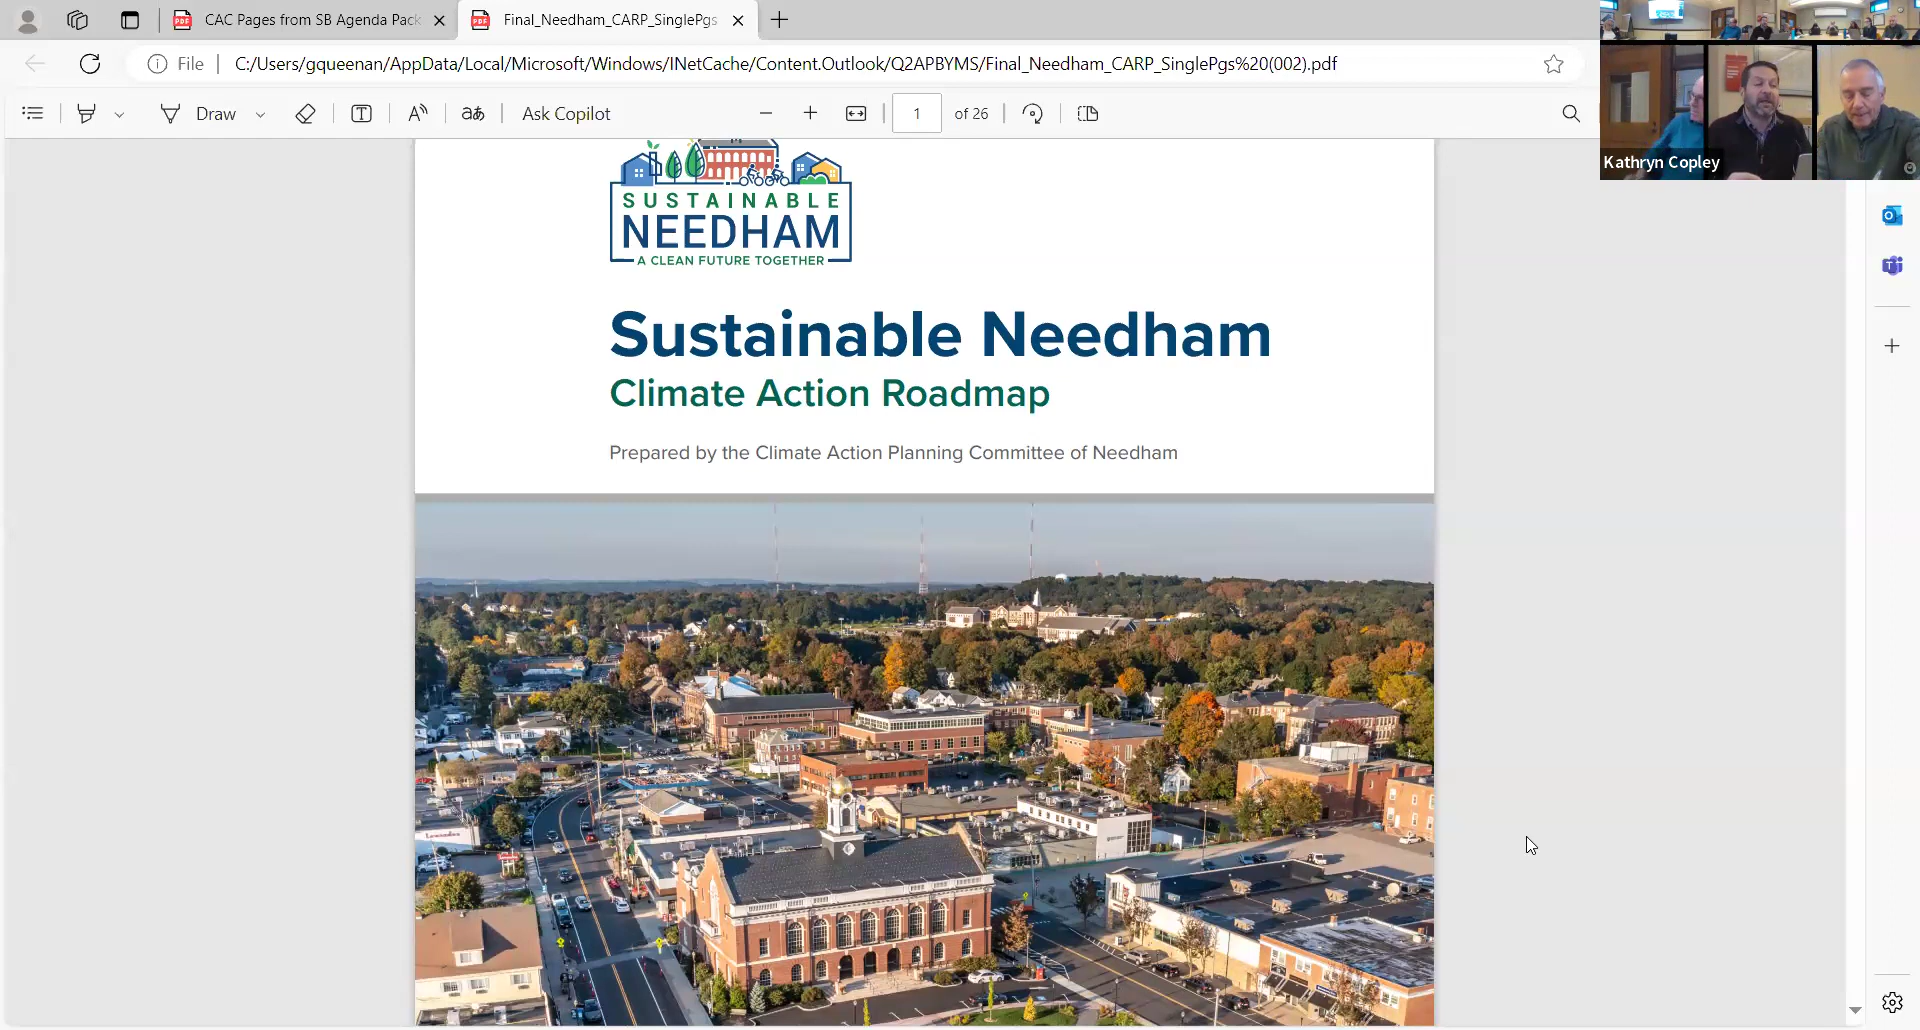 CAC Pages from SB Agenda Pack
Final_Needham_CARP_SinglePgs
File
C:/Users/gqueenan/AppData/Local/Microsoft/Windows/INetCache/Content.Outlook/Q2APBYMS/Final_Needham_CARP_SinglePgs%20(002).pdf
Draw
aあ
Ask Copilot
1 of 26
Kathryn Copley
SUSTAINABLE
NEEDHAM
A CLEAN FUTURE TOGETHER
Sustainable Needham
Climate Action Roadmap
Prepared by the Climate Action Planning Committee of Needham